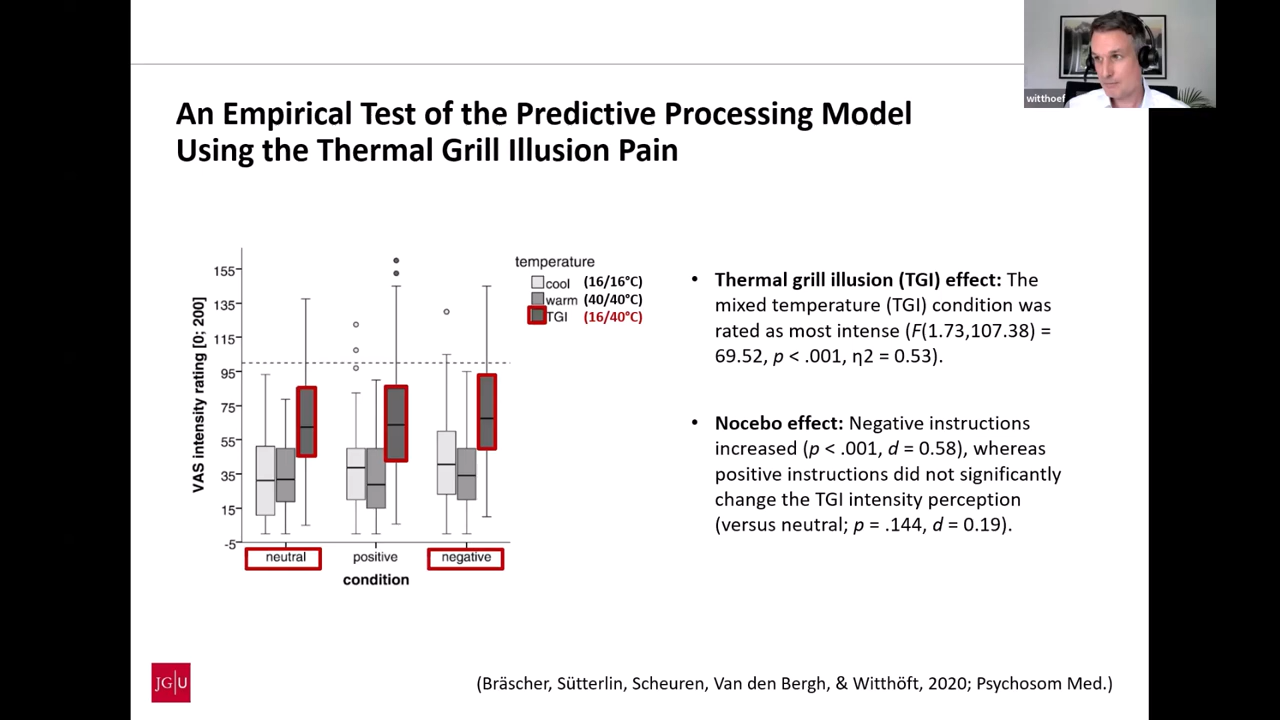 witthoef
An Empirical Test of the Predictive Processing Model
Using the Thermal Grill Illusion Pain
VAS intensity rating [0; 200]
155
135
115
95
75
55
35
15
-5
neutral
positive
negative
condition
temperature
cool (16/16°C)
warm (40/40°C)
TGI (16/40°C)
• Thermal grill illusion (TGI) effect: The
mixed temperature (TGI) condition was
rated as most intense (F(1.73,107.38) =
69.52, p < .001, η2 = 0.53).
• Nocebo effect: Negative instructions
increased (p < .001, d = 0.58), whereas
positive instructions did not significantly
change the TGI intensity perception
(versus neutral; p = .144, d = 0.19).
JG|U
(Bräscher, Sütterlin, Scheuren, Van den Bergh, & Witthöft, 2020; Psychosom Med.)